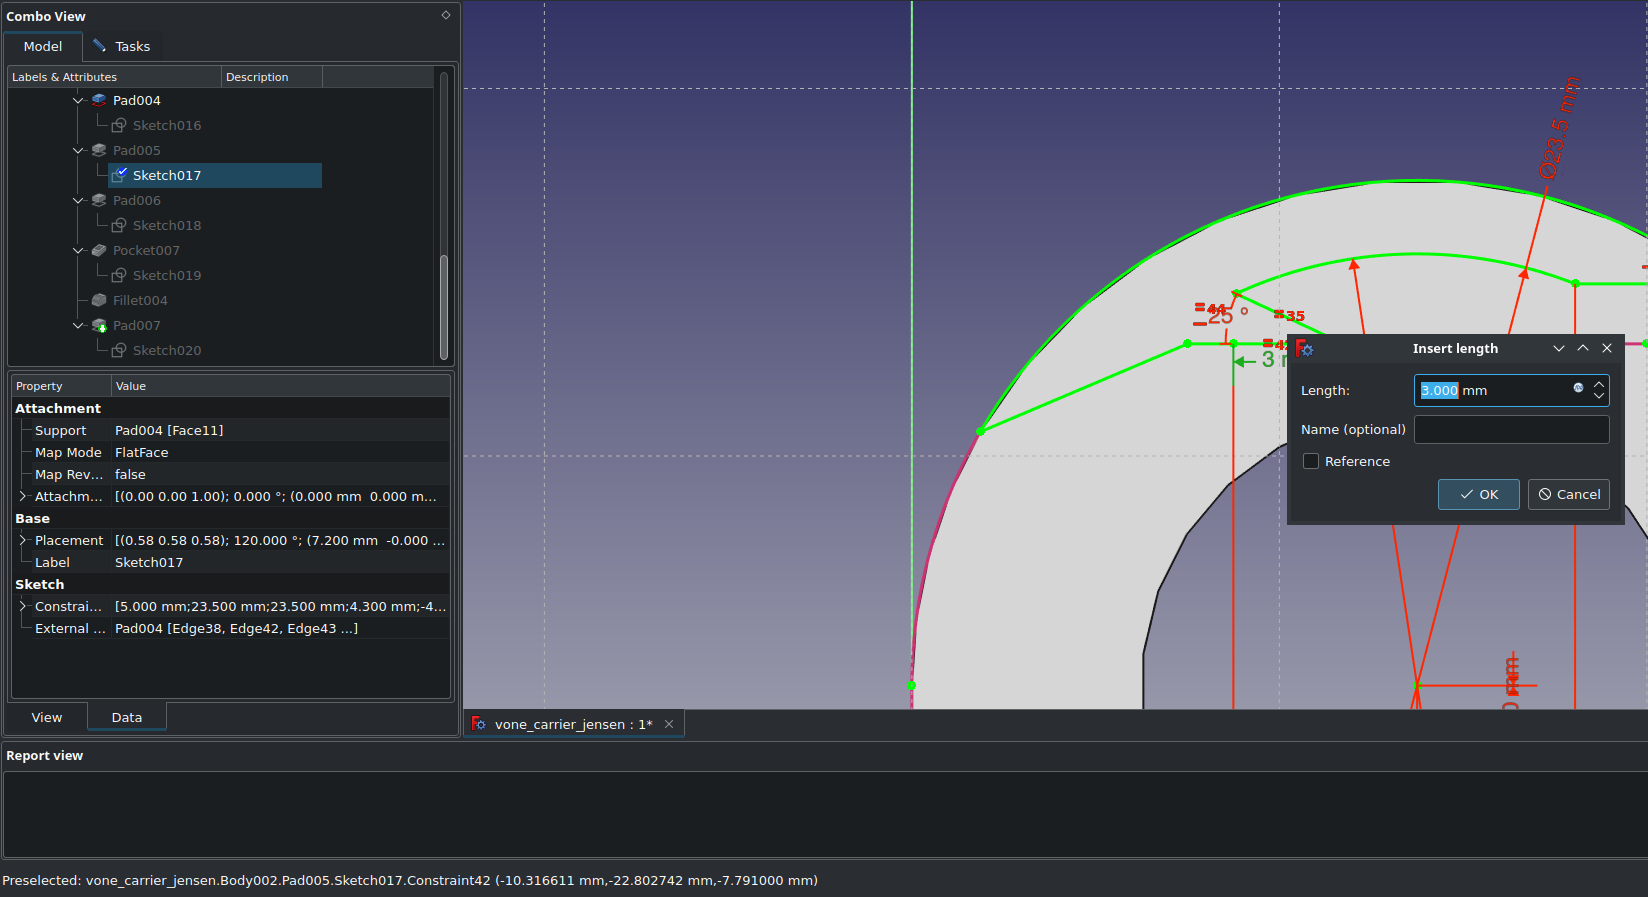 Combo View
Model
Tasks
Labels & Attributes
Description
Pad004
Sketch016
Pad005
Sketch017
Pad006
Sketch018
Pocket007
Sketch019
Fillet004
Pad007
Sketch020
Property Value
Attachment
Support Pad004 [Face11]
Map Mode FlatFace
Map Rev... false
Attachm... [(0.00 0.00 1.00); 0.000 °; (0.000 mm 0.000 m...
Base
Placement [(0.58 0.58 0.58); 120.000 °; (7.200 mm -0.000 ...
Label Sketch017
Sketch
Constrai... [5.000 mm;23.500 mm;23.500 mm;4.300 mm;-4...
External ... Pad004 [Edge38, Edge42, Edge43 ...]
View
Data
Ø23.5 mm
44
25 °
35
3
Insert length
Length: 3.000 mm
Name (optional)
Reference
OK
Cancel
vone_carrier_jensen : 1*
Report view
Preselected: vone_carrier_jensen.Body002.Pad005.Sketch017.Constraint42 (-10.316611 mm,-22.802742 mm,-7.791000 mm)